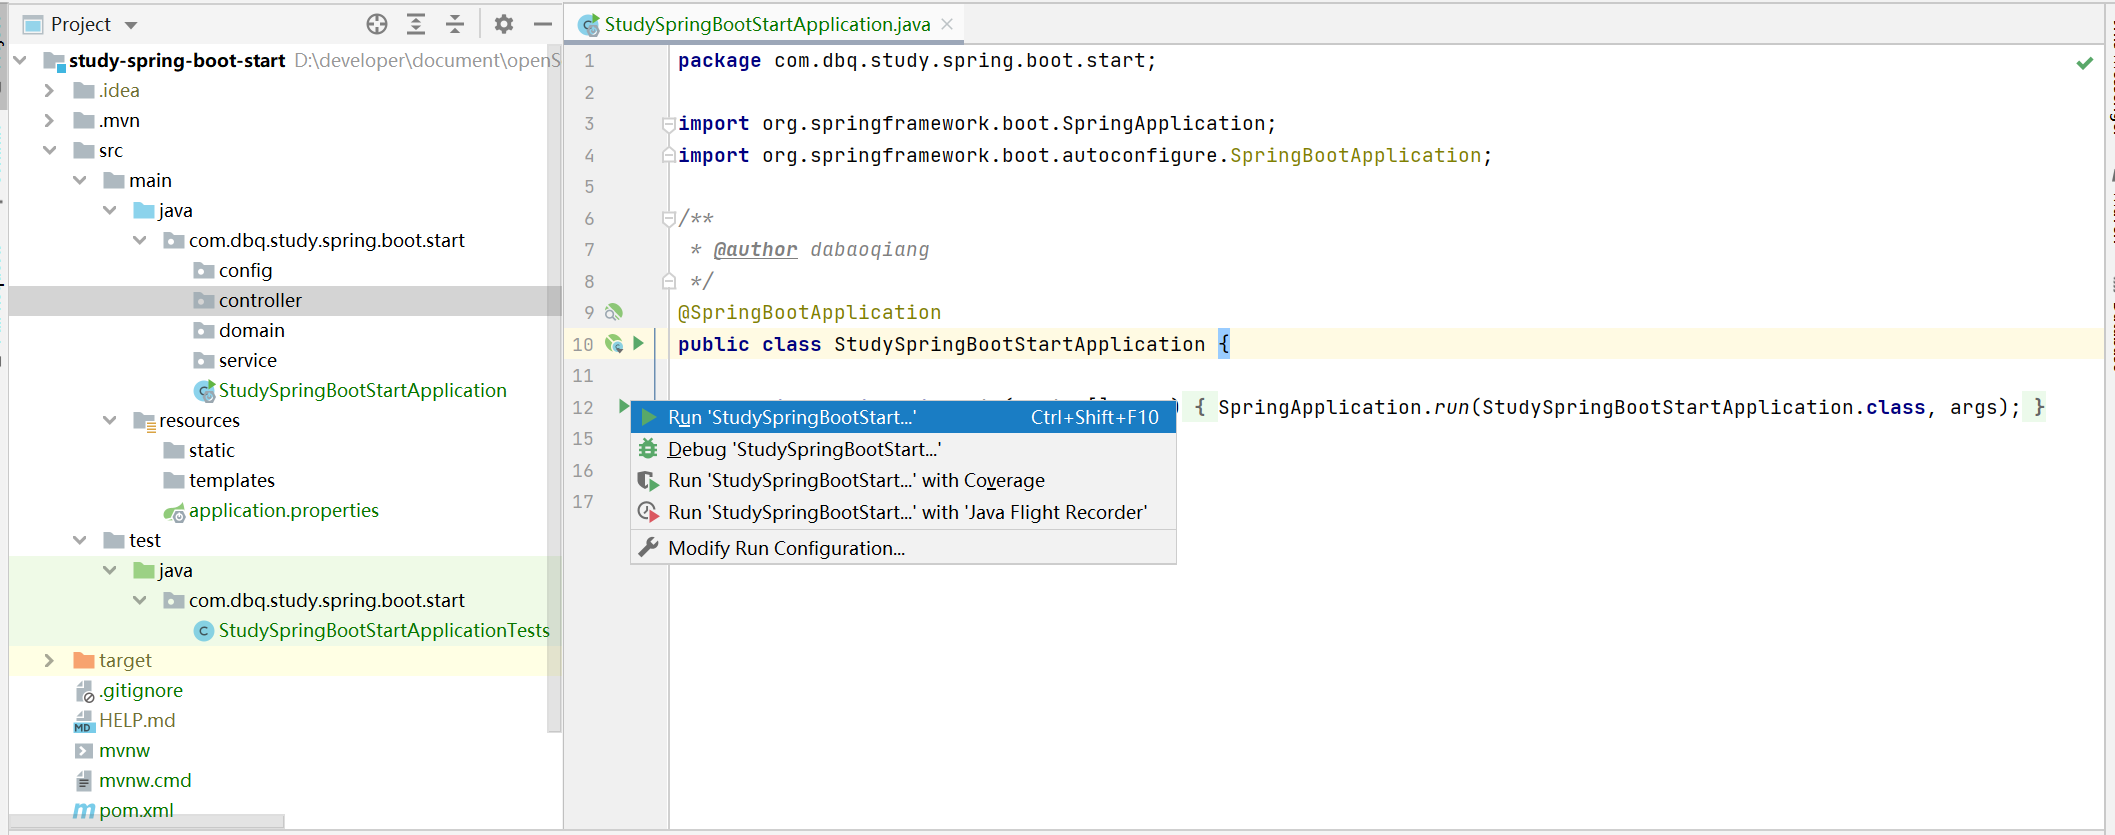 Project
study-spring-boot-start D:\developer\document\openS
.idea
.mvn
src
main
java
com.dbq.study.spring.boot.start
config
controller
domain
service
StudySpringBootStartApplication
resources
static
templates
application.properties
test
java
com.dbq.study.spring.boot.start
StudySpringBootStartApplicationTests
target
.gitignore
MD HELP.md
mvnw
mvnw.cmd
pom.xml
StudySpringBootStartApplication.java
1 package com.dbq.study.spring.boot.start;
2
3 import org.springframework.boot.SpringApplication;
4 import org.springframework.boot.autoconfigure.SpringBootApplication;
5
6 /**
7 * @author dabaoqiang
8 */
9 @SpringBootApplication
10 public class StudySpringBootStartApplication {
11
12 { SpringApplication.run(StudySpringBootStartApplication.class, args); }
15
16
17
Run 'StudySpringBootStart...' Ctrl+Shift+F10
Debug 'StudySpringBootStart...'
Run 'StudySpringBootStart...' with Coverage
Run 'StudySpringBootStart...' with 'Java Flight Recorder'
Modify Run Configuration...